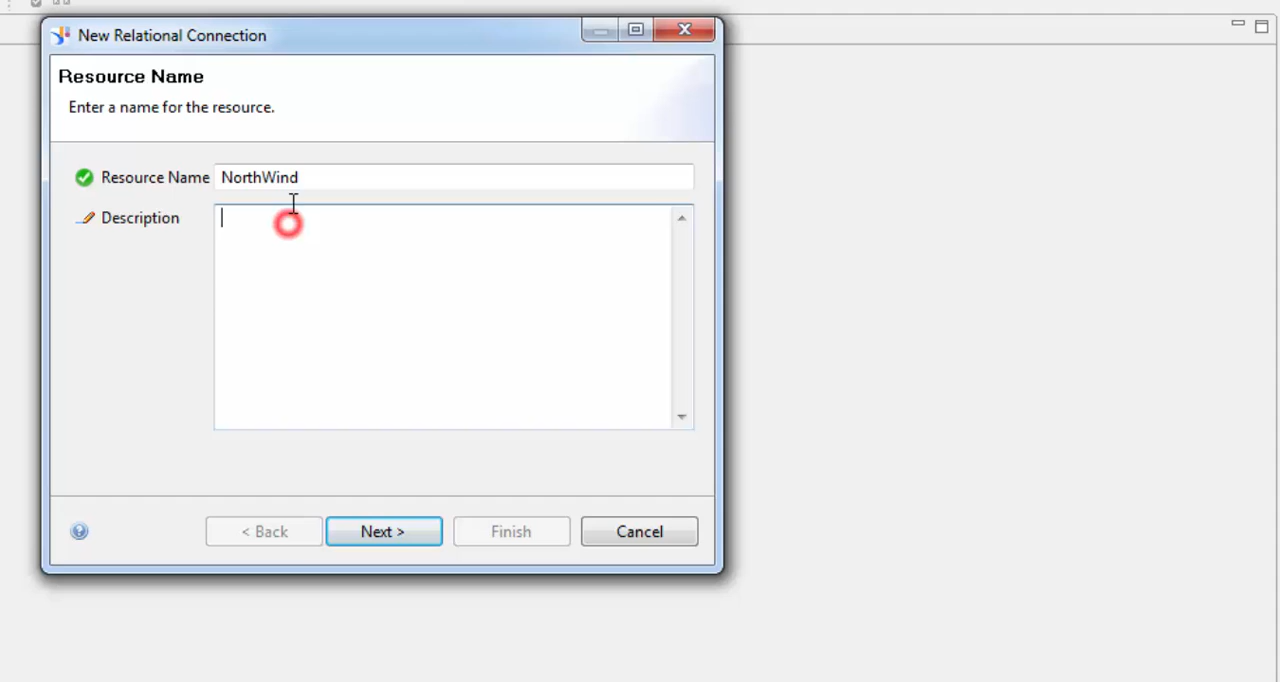 New Relational Connection
Resource Name
Enter a name for the resource.
Resource Name NorthWind
Description
< Back Next > Finish Cancel